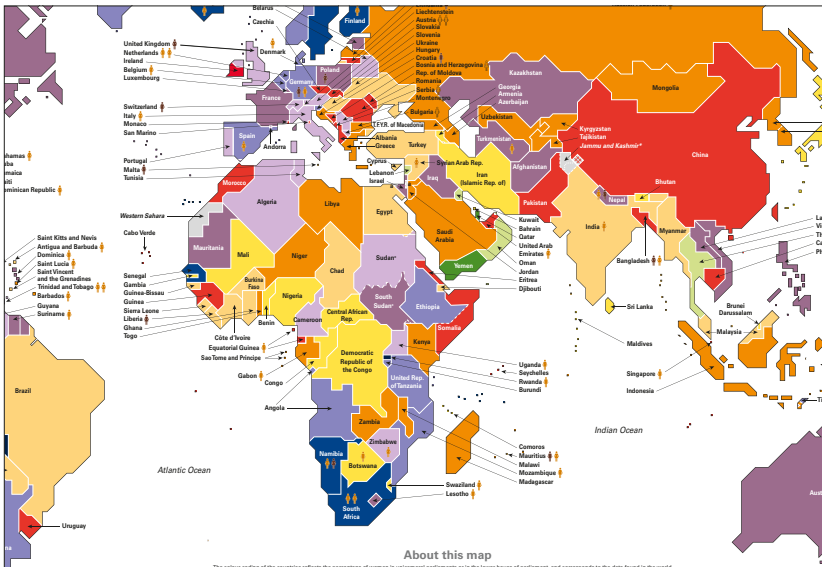 Belarus
Czechia
United Kingdom
Netherlands
Ireland
Belgium
Luxembourg
Denmark
Finland
Liechtenstein
Austria
Slovakia
Slovenia
Ukraine
Hungary
Croatia
Bosnia and Herzegovina
Rep. of Moldova
Romania
Serbia
Montenegro
Bulgaria
T.F.Y.R. of Macedonia
Albania
Greece
Poland
Germany
France
Switzerland
Italy
Monaco
San Marino
Spain
Andorra
Portugal
Malta
Tunisia
Morocco
Western Sahara
Cabo Verde
Algeria
Libya
Egypt
Mauritania
Mali
Niger
Chad
Sudan*
Burkina
Faso
Nigeria
South
Sudan*
Ethiopia
Cameroon
Central African
Rep.
Somalia
Kenya
Democratic
Republic of
the Congo
United Rep.
of Tanzania
Zambia
Zimbabwe
Namibia
Botswana
South
Africa
Senegal
Gambia
Guinea-Bissau
Guinea
Sierra Leone
Liberia
Ghana
Togo
Côte d'Ivoire
Benin
Equatorial Guinea
Sao Tome and Principe
Gabon
Congo
Angola
Turkey
Cyprus
Lebanon
Israel
Syrian Arab Rep.
Iraq
Georgia
Armenia
Azerbaijan
Kazakhstan
Uzbekistan
Turkmenistan
Kyrgyzstan
Tajikistan
Jammu and Kashmir*
Afghanistan
Iran
(Islamic Rep. of)
Pakistan
Saudi
Arabia
Yemen
Kuwait
Bahrain
Qatar
United Arab
Emirates
Oman
Jordan
Eritrea
Djibouti
Mongolia
China
Nepal
Bhutan
India
Bangladesh
Myanmar
Sri Lanka
Maldives
Brunei
Darussalam
Malaysia
Singapore
Indonesia
Uganda
Seychelles
Rwanda
Burundi
Comoros
Mauritius
Malawi
Mozambique
Madagascar
Swaziland
Lesotho
Saint Kitts and Nevis
Antigua and Barbuda
Dominica
Saint Lucia
Saint Vincent
and the Grenadines
Trinidad and Tobago
Barbados
Guyana
Suriname
Brazil
Uruguay
Atlantic Ocean
Indian Ocean
About this map